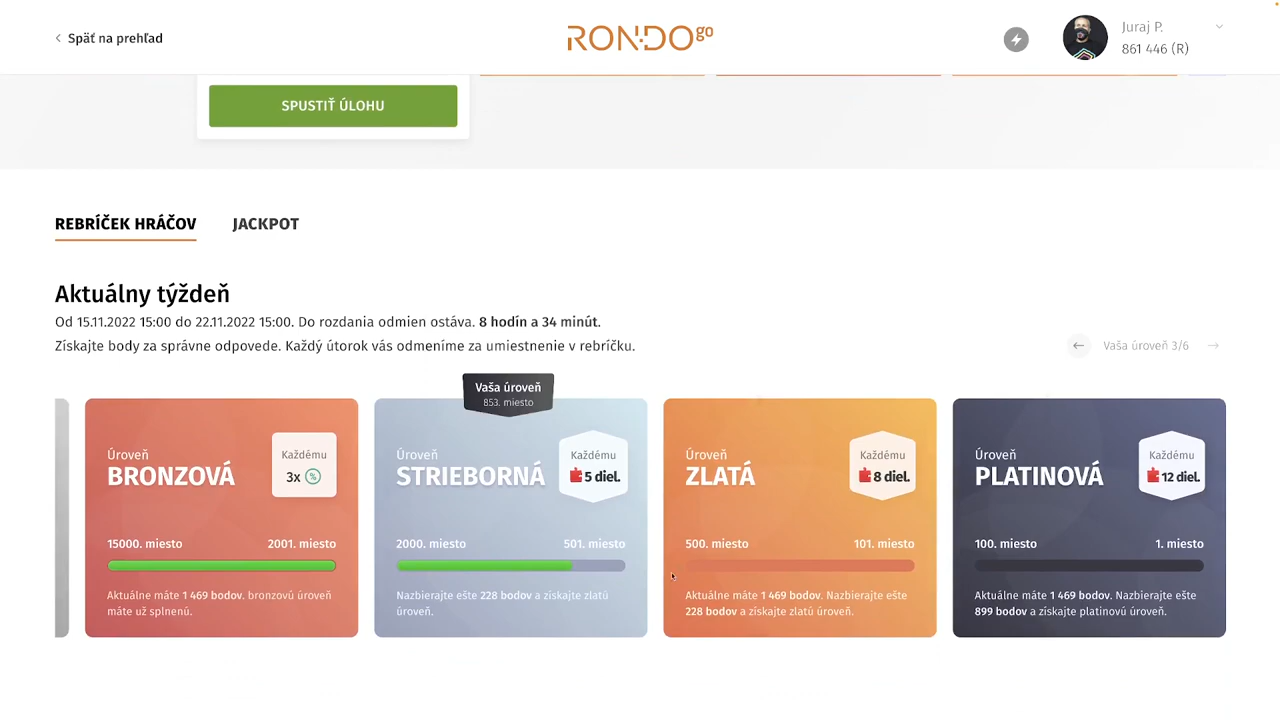 Späť na prehľad
RONDO go
Juraj P.
861 446 (R)
SPUSTIŤ ÚLOHU
REBRÍČEK HRÁČOV
JACKPOT
Aktuálny týždeň
Od 15.11.2022 15:00 do 22.11.2022 15:00. Do rozdania odmien ostáva. 8 hodín a 34 minút.
Získajte body za správne odpovede. Každý útorok vás odmeníme za umiestnenie v rebríčku.
Vaša úroveň 3/6
Úroveň
BRONZOVÁ
Každému
3x %
15000. miesto
2001. miesto
Aktuálne máte 1 469 bodov. bronzovú úroveň
máte už splnenú.
Vaša úroveň
853. miesto
Úroveň
STRIEBORNÁ
Každému
5 diel.
2000. miesto
501. miesto
Nazbierajte ešte 228 bodov a získajte zlatú
úroveň.
Úroveň
ZLATÁ
Každému
8 diel.
500. miesto
101. miesto
Aktuálne máte 1 469 bodov. Nazbierajte ešte
228 bodov a získajte zlatú úroveň.
Úroveň
PLATINOVÁ
Každému
12 diel.
100. miesto
1. miesto
Aktuálne máte 1 469 bodov. Nazbierajte ešte
899 bodov a získajte platinovú úroveň.